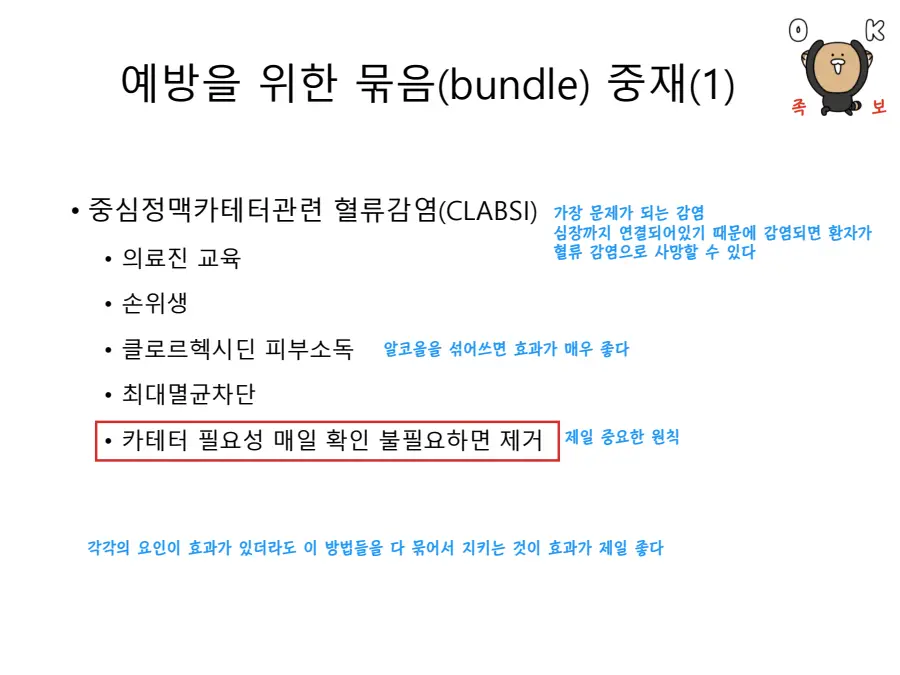 O K
족 보
예방을 위한 묶음(bundle) 중재(1)
• 중심정맥카테터관련 혈류감염(CLABSI)
가장 문제가 되는 감염
심장까지 연결되어있기 때문에 감염되면 환자가
혈류 감염으로 사망할 수 있다
• 의료진 교육
• 손위생
• 클로르헥시딘 피부소독 알코올을 섞어쓰면 효과가 매우 좋다
• 최대멸균차단
• 카테터 필요성 매일 확인 불필요하면 제거 제일 중요한 원칙
각각의 요인이 효과가 있더라도 이 방법들을 다 묶어서 지키는 것이 효과가 제일 좋다